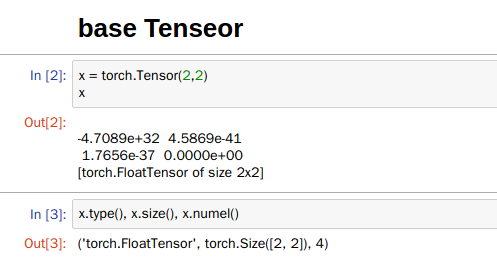 base Tenseor
In [2]: x = torch.Tensor(2,2)
x
Out[2]:
-4.7089e+32 4.5869e-41
1.7656e-37 0.0000e+00
[torch.FloatTensor of size 2x2]
In [3]: x.type(), x.size(), x.numel()
Out[3]: ('torch.FloatTensor', torch.Size([2, 2]), 4)